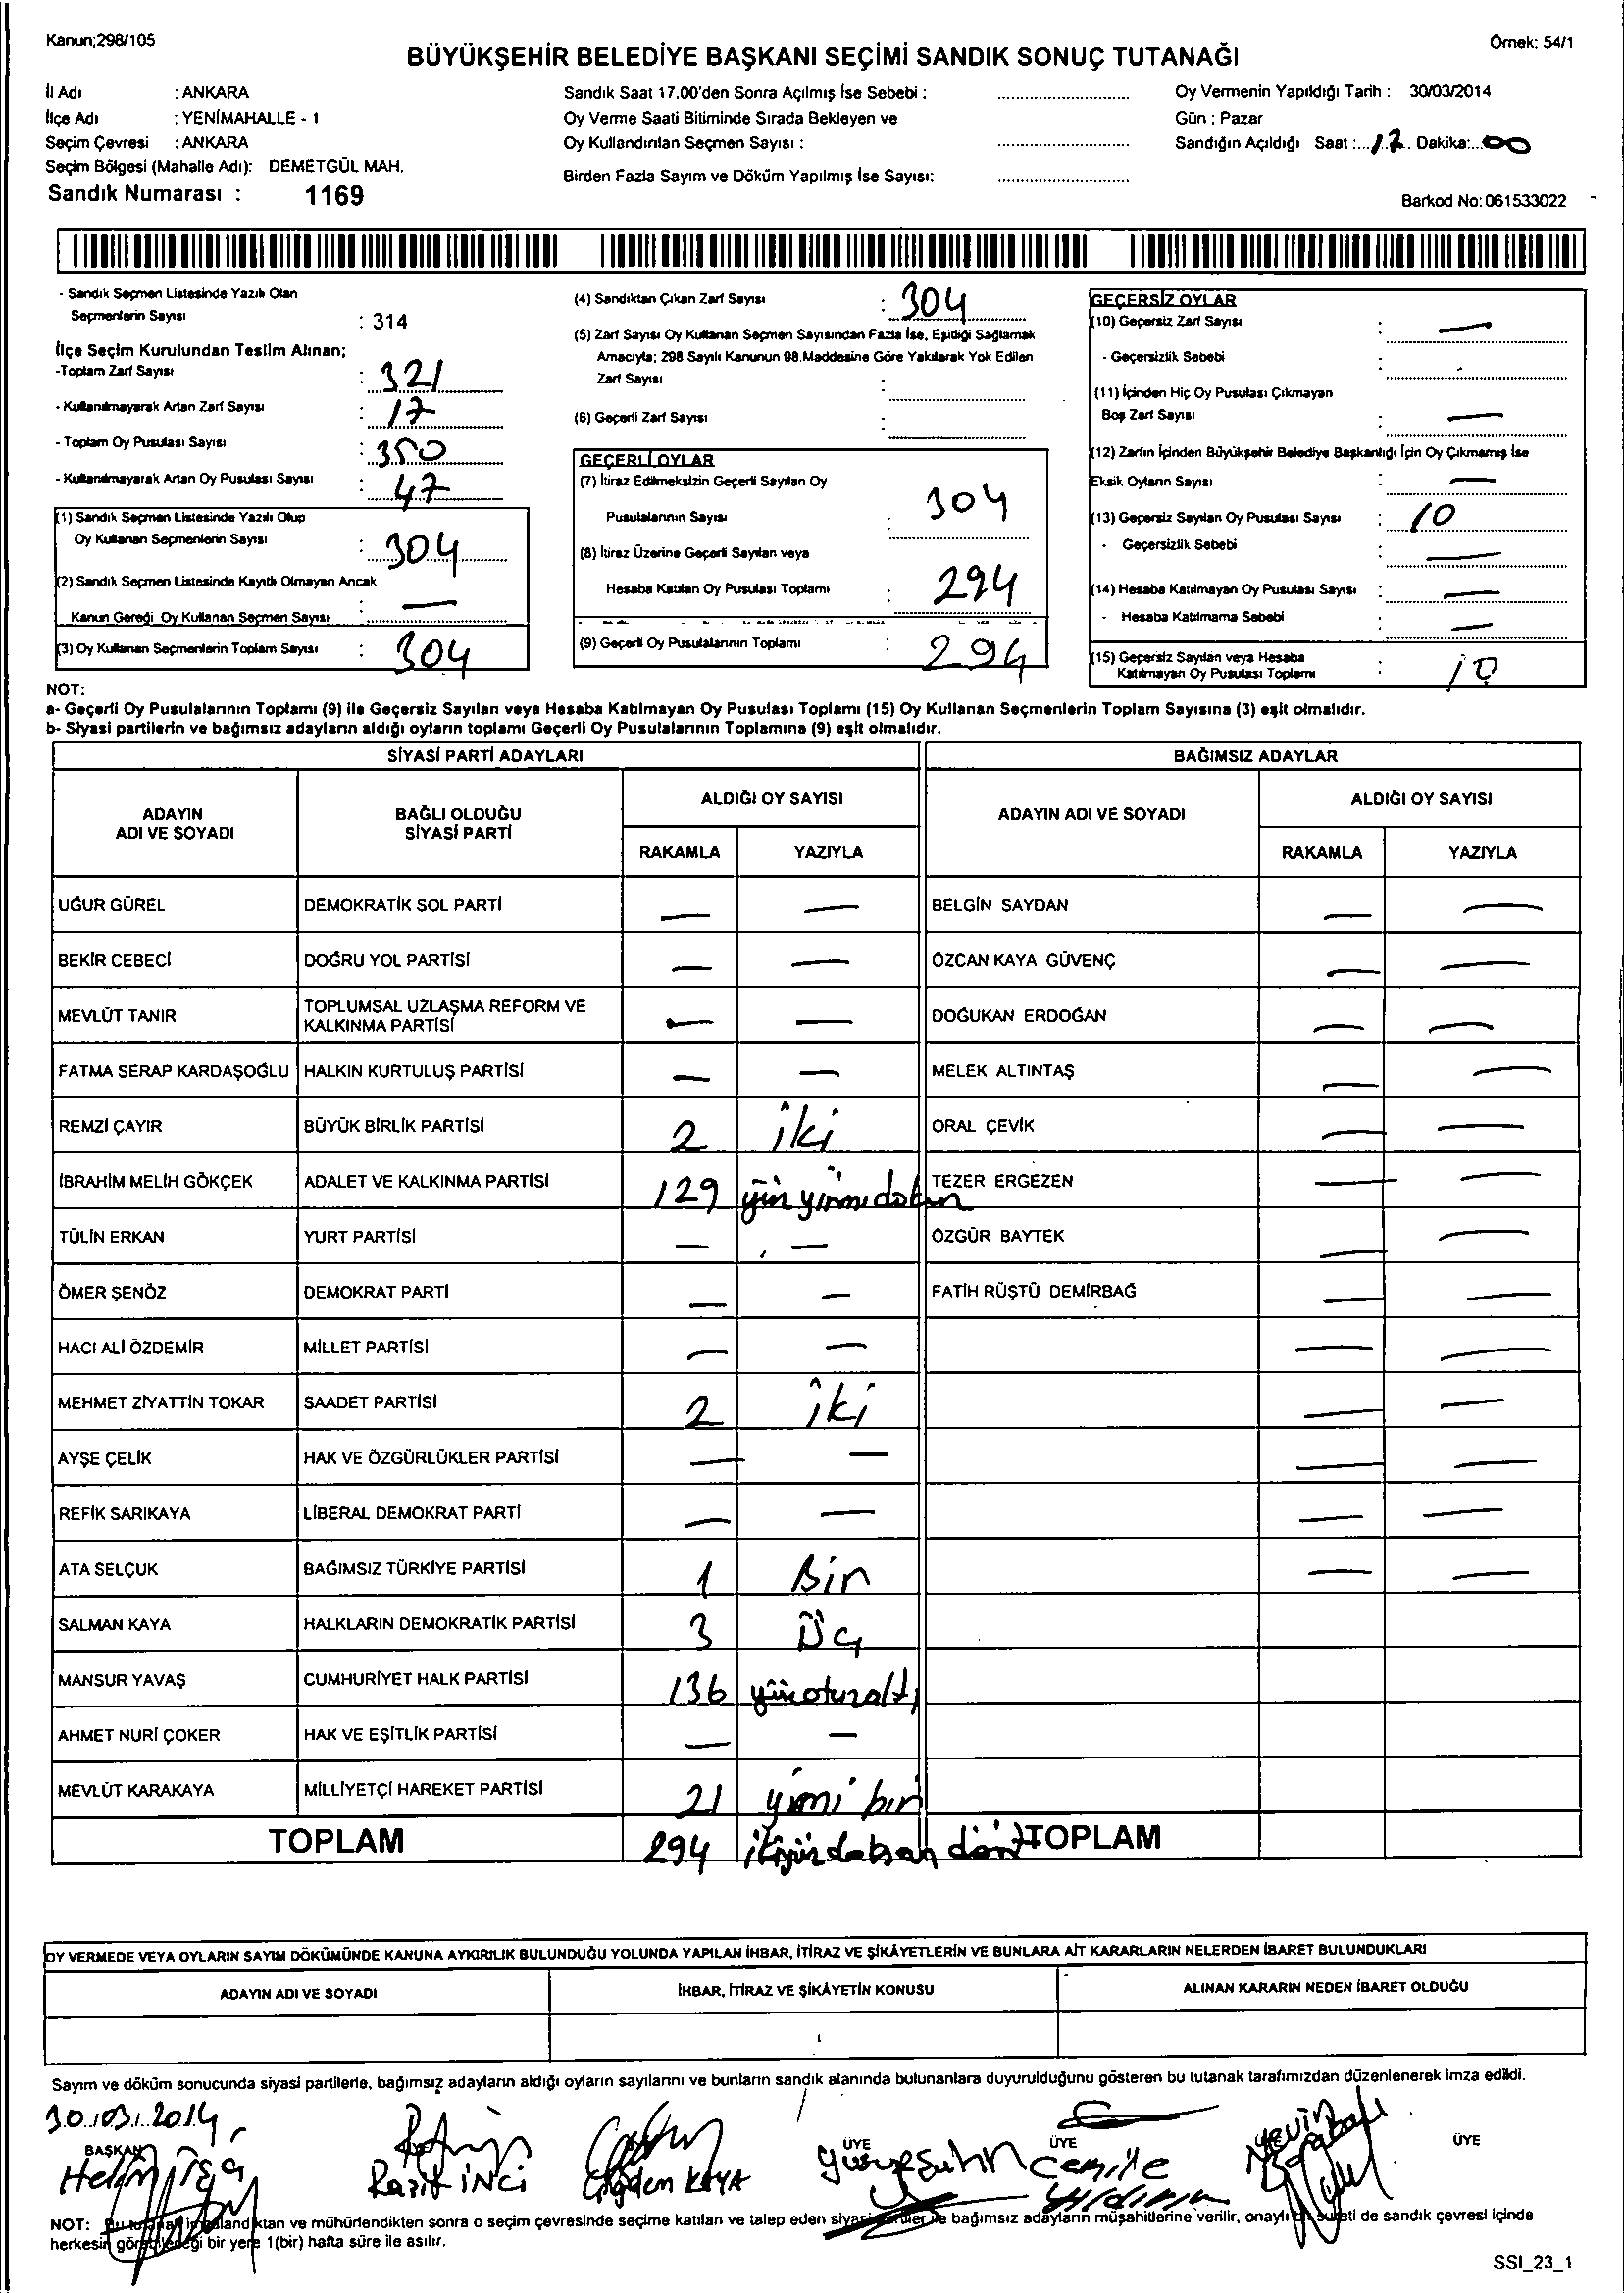 Kanun;298/105
Örnek: 54/1
BÜYÜKŞEHİR BELEDİYE BAŞKANI SEÇİMİ SANDIK SONUÇ TUTANAĞI
İl Adı : ANKARA
İlçe Adı : YENİMAHALLE - 1
Seçim Çevresi : ANKARA
Seçim Bölgesi (Mahalle Adı): DEMETGÜL MAH.
Sandık Numarası : 1169
Sandık Saat 17.00'den Sonra Açılmış İse Sebebi :
Oy Verme Saati Bitiminde Sırada Bekleyen ve
Oy Kullandırılan Seçmen Sayısı :
Birden Fazla Sayım ve Döküm Yapılmış İse Sayısı:
Oy Vermenin Yapıldığı Tarih : 30/03/2014
Gün : Pazar
Sandığın Açıldığı Saat :...17. Dakika:..00
Barkod No:061533022
- Sandık Seçmen Listesinde Yazılı Olan
Seçmenlerin Sayısı : 314
İlçe Seçim Kurulundan Teslim Alınan;
-Toplam Zarf Sayısı : 321
- Kullanılmayarak Artan Zarf Sayısı : 17
- Toplam Oy Pusulası Sayısı : 350
- Kullanılmayarak Artan Oy Pusulası Sayısı : 47
(1) Sandık Seçmen Listesinde Yazılı Olup
Oy Kullanan Seçmenlerin Sayısı : 304
(2) Sandık Seçmen Listesinde Kayıtlı Olmayan Ancak
Kanun Gereği Oy Kullanan Seçmen Sayısı : —
(3) Oy Kullanan Seçmenlerin Toplam Sayısı : 304
(4) Sandıktan Çıkan Zarf Sayısı : 304
(5) Zarf Sayısı Oy Kullanan Seçmen Sayısından Fazla İse, Eşitliği Sağlamak
Amacıyla; 298 Sayılı Kanunun 98.Maddesine Göre Yakılarak Yok Edilen
Zarf Sayısı :
(6) Geçerli Zarf Sayısı :
GEÇERLİ OYLAR
(7) İtiraz Edilmeksizin Geçerli Sayılan Oy
Pusulalarının Sayısı : 304
(8) İtiraz Üzerine Geçerli Sayılan veya
Hesaba Katılan Oy Pusulası Toplamı : 294
(9) Geçerli Oy Pusulalarının Toplamı : 294
GEÇERSİZ OYLAR
(10) Geçersiz Zarf Sayısı : —
- Geçersizlik Sebebi :
(11) İçinden Hiç Oy Pusulası Çıkmayan
Boş Zarf Sayısı : —
(12) Zarfın İçinden Büyükşehir Belediye Başkanlığı İçin Oy Çıkmamış İse
Eksik Oyların Sayısı : —
(13) Geçersiz Sayılan Oy Pusulası Sayısı : 10
- Geçersizlik Sebebi : —
(14) Hesaba Katılmayan Oy Pusulası Sayısı : —
- Hesaba Katılmama Sebebi : —
(15) Geçersiz Sayılan veya Hesaba
Katılmayan Oy Pusulası Toplamı : 10
NOT:
a- Geçerli Oy Pusulalarının Toplamı (9) ile Geçersiz Sayılan veya Hesaba Katılmayan Oy Pusulası Toplamı (15) Oy Kullanan Seçmenlerin Toplam Sayısına (3) eşit olmalıdır.
b- Siyasi partilerin ve bağımsız adayların aldığı oyların toplamı Geçerli Oy Pusulalarının Toplamına (9) eşit olmalıdır.
SİYASİ PARTİ ADAYLARI
BAĞIMSIZ ADAYLAR
ADAYIN ADI VE SOYADI
BAĞLI OLDUĞU SİYASİ PARTİ
ALDIĞI OY SAYISI
RAKAMLA YAZIYLA
ADAYIN ADI VE SOYADI
ALDIĞI OY SAYISI
RAKAMLA YAZIYLA
UĞUR GÜREL DEMOKRATİK SOL PARTİ — — BELGİN SAYDAN — —
BEKİR CEBECİ DOĞRU YOL PARTİSİ — — ÖZCAN KAYA GÜVENÇ — —
MEVLÜT TANIR TOPLUMSAL UZLAŞMA REFORM VE KALKINMA PARTİSİ — — DOĞUKAN ERDOĞAN — —
FATMA SERAP KARDAŞOĞLU HALKIN KURTULUŞ PARTİSİ — — MELEK ALTINTAŞ — —
REMZİ ÇAYIR BÜYÜK BİRLİK PARTİSİ 2 iki ORAL ÇEVİK — —
İBRAHİM MELİH GÖKÇEK ADALET VE KALKINMA PARTİSİ 129 yüz yirmi dokuz TEZER ERGEZEN — —
TÜLİN ERKAN YURT PARTİSİ — — ÖZGÜR BAYTEK — —
ÖMER ŞENÖZ DEMOKRAT PARTİ — — FATİH RÜŞTÜ DEMİRBAĞ — —
HACI ALİ ÖZDEMİR MİLLET PARTİSİ — — — —
MEHMET ZİYATTİN TOKAR SAADET PARTİSİ 2 iki — —
AYŞE ÇELİK HAK VE ÖZGÜRLÜKLER PARTİSİ — — — —
REFİK SARIKAYA LİBERAL DEMOKRAT PARTİ — — — —
ATA SELÇUK BAĞIMSIZ TÜRKİYE PARTİSİ 1 Bir — —
SALMAN KAYA HALKLARIN DEMOKRATİK PARTİSİ 3 Üç
MANSUR YAVAŞ CUMHURİYET HALK PARTİSİ 136 yüzotuzaltı
AHMET NURİ ÇOKER HAK VE EŞİTLİK PARTİSİ — —
MEVLÜT KARAKAYA MİLLİYETÇİ HAREKET PARTİSİ 21 yirmi bir
TOPLAM 294 ikiyüzdoksan dört TOPLAM
OY VERMEDE VEYA OYLARIN SAYIM DÖKÜMÜNDE KANUNA AYKIRILIK BULUNDUĞU YOLUNDA YAPILAN İHBAR, İTİRAZ VE ŞİKÂYETLERİN VE BUNLARA AİT KARARLARIN NELERDEN İBARET BULUNDUKLARI
ADAYIN ADI VE SOYADI İHBAR, İTİRAZ VE ŞİKÂYETİN KONUSU ALINAN KARARIN NEDEN İBARET OLDUĞU
Sayım ve döküm sonucunda siyasi partilerle, bağımsız adayların aldığı oyların sayılarını ve bunların sandık alanında bulunanlara duyurulduğunu gösteren bu tutanak tarafımızdan düzenlenerek imza edildi.
30/03/2014
BAŞKAN ÜYE ÜYE ÜYE
Razık İNCİ Çiğdem KAYA Cemile Yıldırım
NOT: Bu tutanak imzalandıktan ve mühürlendikten sonra o seçim çevresinde seçime katılan ve talep eden siyasi partiler ile bağımsız adayların müşahitlerine verilir, onaylı bir sureti de sandık çevresi içinde
herkesin görebileceği bir yere 1(bir) hafta süre ile asılır.
SSI_23_1